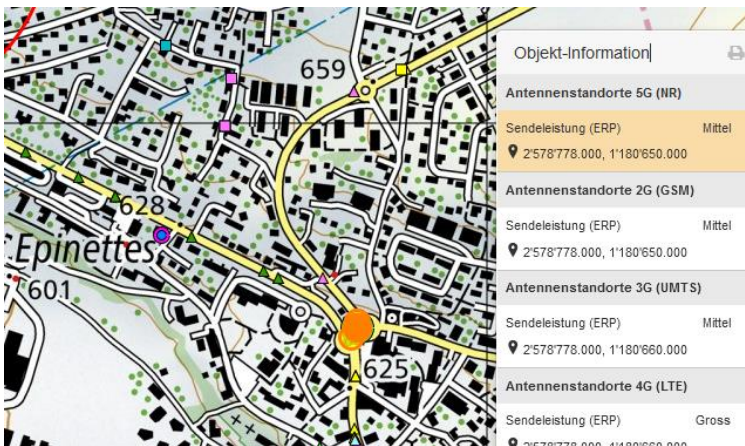 659
628
Epinettes
601
625
Objekt-Information
Antennenstandorte 5G (NR)
Sendeleistung (ERP) Mittel
2'578'778.000, 1'180'650.000
Antennenstandorte 2G (GSM)
Sendeleistung (ERP) Mittel
2'578'778.000, 1'180'650.000
Antennenstandorte 3G (UMTS)
Sendeleistung (ERP) Mittel
2'578'778.000, 1'180'660.000
Antennenstandorte 4G (LTE)
Sendeleistung (ERP) Gross